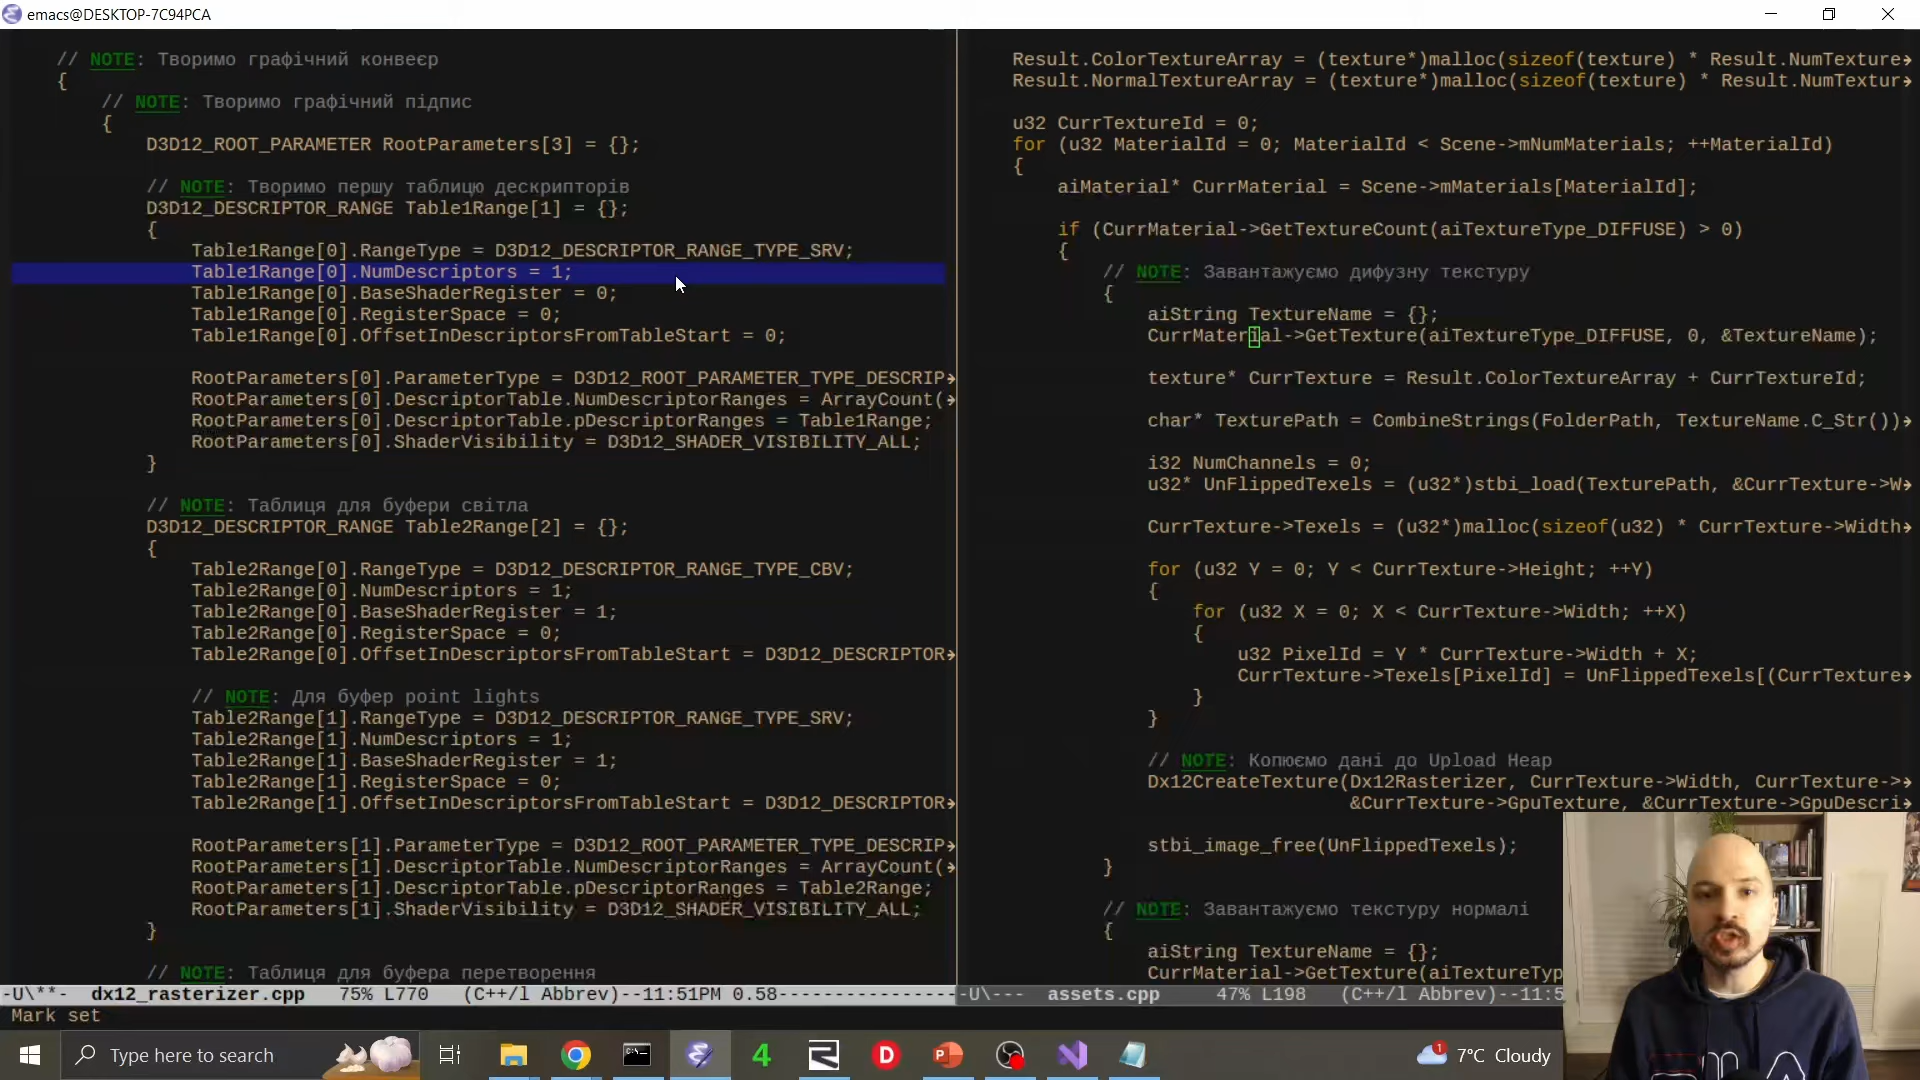 emacs@DESKTOP-7C94PCA
// NOTE: Творимо графічний конвеєр
{
// NOTE: Творимо графічний підпис
{
D3D12_ROOT_PARAMETER RootParameters[3] = {};
// NOTE: Творимо першу таблицю дескрипторів
D3D12_DESCRIPTOR_RANGE Table1Range[1] = {};
{
Table1Range[0].RangeType = D3D12_DESCRIPTOR_RANGE_TYPE_SRV;
Table1Range[0].NumDescriptors = 1;
Table1Range[0].BaseShaderRegister = 0;
Table1Range[0].RegisterSpace = 0;
Table1Range[0].OffsetInDescriptorsFromTableStart = 0;
RootParameters[0].ParameterType = D3D12_ROOT_PARAMETER_TYPE_DESCRIP
RootParameters[0].DescriptorTable.NumDescriptorRanges = ArrayCount(
RootParameters[0].DescriptorTable.pDescriptorRanges = Table1Range;
RootParameters[0].ShaderVisibility = D3D12_SHADER_VISIBILITY_ALL;
}
// NOTE: Таблиця для буфери світла
D3D12_DESCRIPTOR_RANGE Table2Range[2] = {};
{
Table2Range[0].RangeType = D3D12_DESCRIPTOR_RANGE_TYPE_CBV;
Table2Range[0].NumDescriptors = 1;
Table2Range[0].BaseShaderRegister = 1;
Table2Range[0].RegisterSpace = 0;
Table2Range[0].OffsetInDescriptorsFromTableStart = D3D12_DESCRIPTOR
// NOTE: Для буфер point lights
Table2Range[1].RangeType = D3D12_DESCRIPTOR_RANGE_TYPE_SRV;
Table2Range[1].NumDescriptors = 1;
Table2Range[1].BaseShaderRegister = 1;
Table2Range[1].RegisterSpace = 0;
Table2Range[1].OffsetInDescriptorsFromTableStart = D3D12_DESCRIPTOR
RootParameters[1].ParameterType = D3D12_ROOT_PARAMETER_TYPE_DESCRIP
RootParameters[1].DescriptorTable.NumDescriptorRanges = ArrayCount(
RootParameters[1].DescriptorTable.pDescriptorRanges = Table2Range;
RootParameters[1].ShaderVisibility = D3D12_SHADER_VISIBILITY_ALL;
}
// NOTE: Таблиця для буфера перетворення
-U\**- dx12_rasterizer.cpp 75% L770 (C++/l Abbrev)--11:51PM 0.58-----------------
Result.ColorTextureArray = (texture*)malloc(sizeof(texture) * Result.NumTexture
Result.NormalTextureArray = (texture*)malloc(sizeof(texture) * Result.NumTextur
u32 CurrTextureId = 0;
for (u32 MaterialId = 0; MaterialId < Scene->mNumMaterials; ++MaterialId)
{
aiMaterial* CurrMaterial = Scene->mMaterials[MaterialId];
if (CurrMaterial->GetTextureCount(aiTextureType_DIFFUSE) > 0)
{
// NOTE: Завантажуємо дифузну текстуру
{
aiString TextureName = {};
CurrMaterial->GetTexture(aiTextureType_DIFFUSE, 0, &TextureName);
texture* CurrTexture = Result.ColorTextureArray + CurrTextureId;
char* TexturePath = CombineStrings(FolderPath, TextureName.C_Str())
i32 NumChannels = 0;
u32* UnFlippedTexels = (u32*)stbi_load(TexturePath, &CurrTexture->W
CurrTexture->Texels = (u32*)malloc(sizeof(u32) * CurrTexture->Width
for (u32 Y = 0; Y < CurrTexture->Height; ++Y)
{
for (u32 X = 0; X < CurrTexture->Width; ++X)
{
u32 PixelId = Y * CurrTexture->Width + X;
CurrTexture->Texels[PixelId] = UnFlippedTexels[(CurrTexture
}
}
// NOTE: Копюємо дані до Upload Heap
Dx12CreateTexture(Dx12Rasterizer, CurrTexture->Width, CurrTexture->
&CurrTexture->GpuTexture, &CurrTexture->GpuDescri
stbi_image_free(UnFlippedTexels);
}
// NOTE: Завантажуємо текстуру нормалі
{
aiString TextureName = {};
CurrMaterial->GetTexture(aiTextureTyp
-U\--- assets.cpp 47% L198 (C++/l Abbrev)--11:5
Mark set
Type here to search
4
D
1
7°C Cloudy